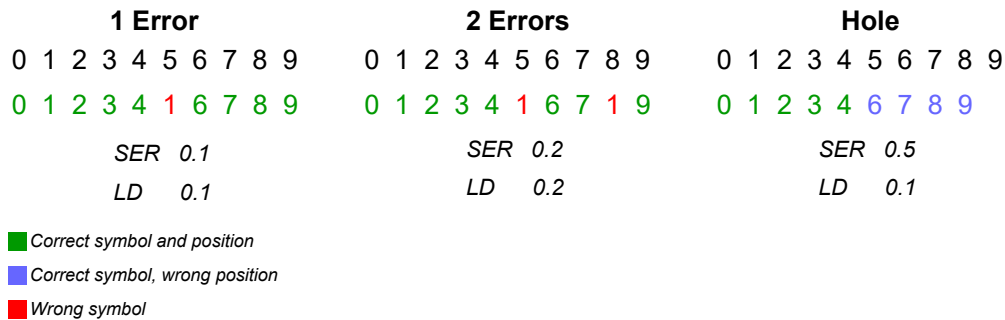 1 Error
0 1 2 3 4 5 6 7 8 9
0 1 2 3 4 1 6 7 8 9
SER 0.1
LD 0.1
2 Errors
0 1 2 3 4 5 6 7 8 9
0 1 2 3 4 1 6 7 1 9
SER 0.2
LD 0.2
Hole
0 1 2 3 4 5 6 7 8 9
0 1 2 3 4 6 7 8 9
SER 0.5
LD 0.1
Correct symbol and position
Correct symbol, wrong position
Wrong symbol